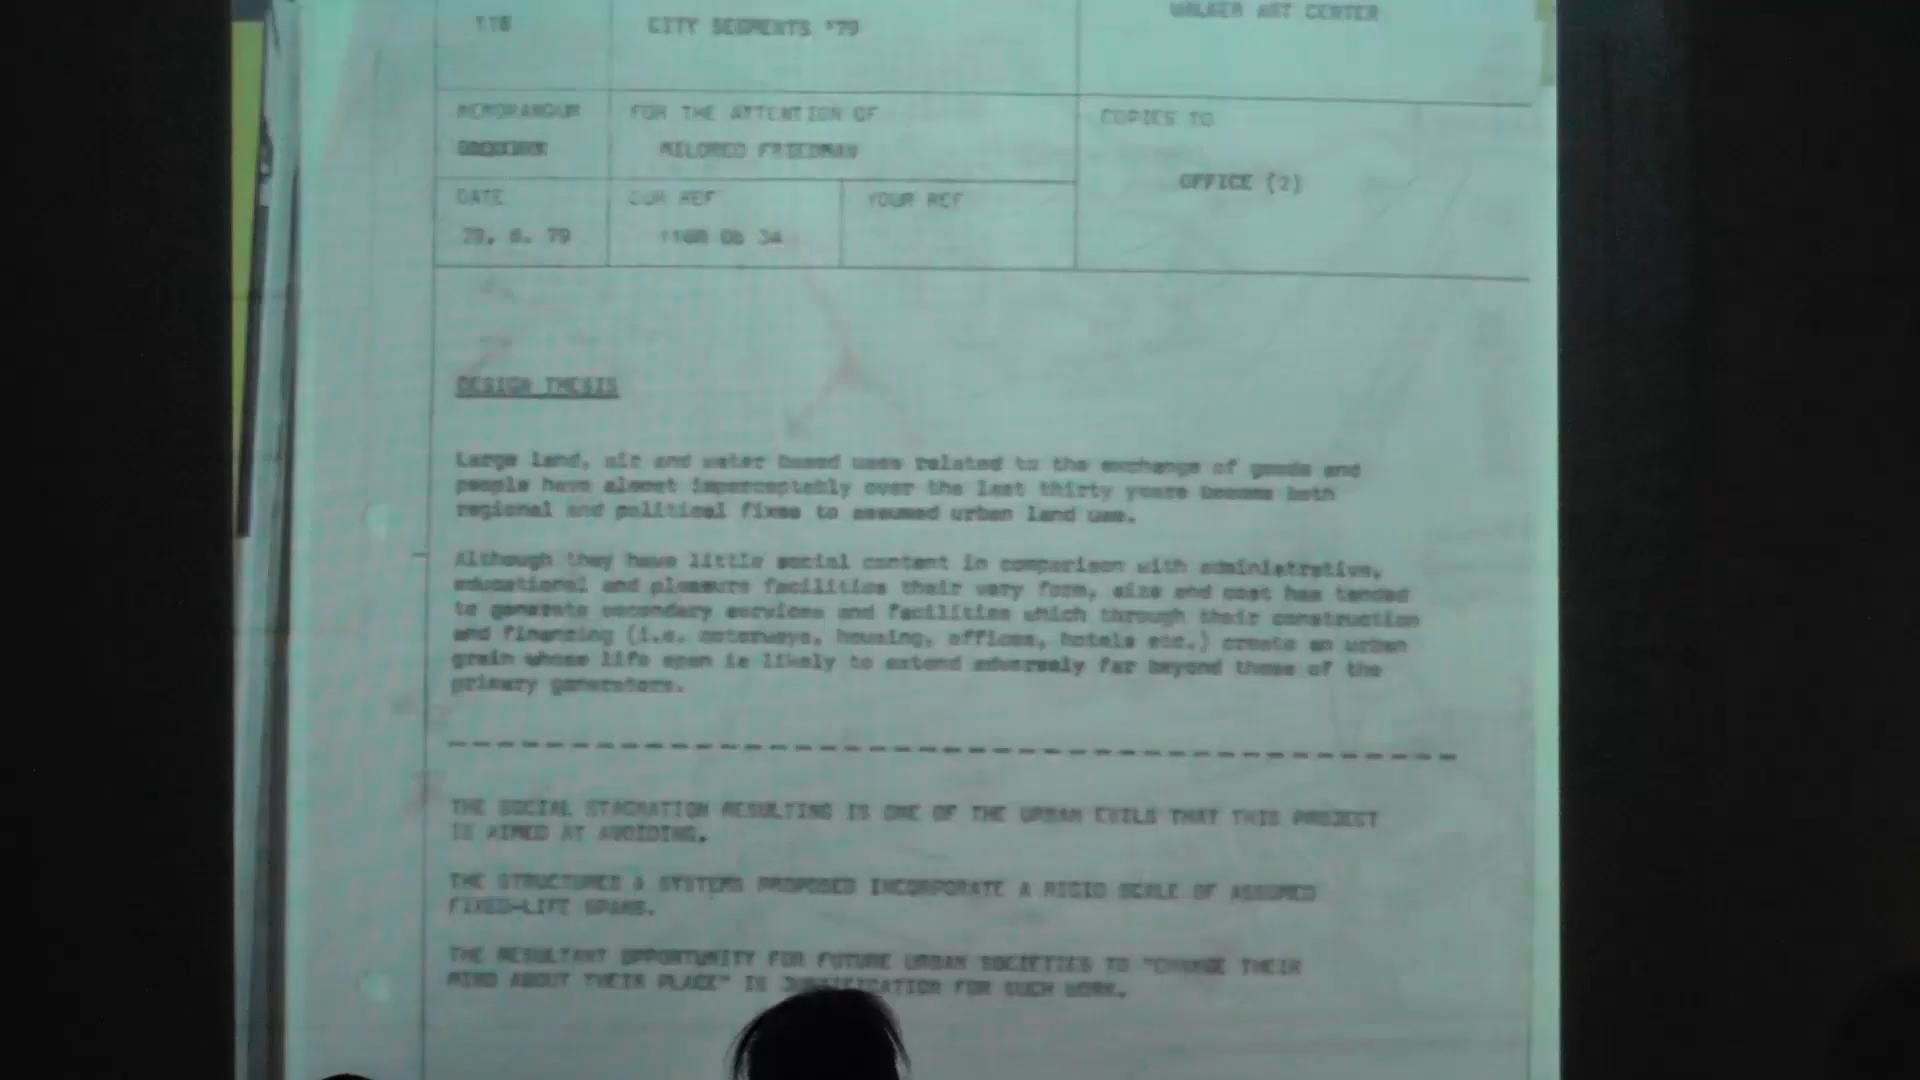 118
CITY SEGMENTS '79
WALKER ART CENTER
MEMORANDUM
FOR THE ATTENTION OF
COPIES TO
MILDRED FRIEDMAN
OFFICE (2)
DATE
OUR REF
YOUR REF
79
DESIGN THESIS
Large land, air and water based uses related to the exchange of goods and
people have almost imperceptably over the last thirty years become both
regional and political fixes to assumed urban land use.
Although they have little social content in comparison with administrative,
educational and pleasure facilities their very form, size and cost has tended
to generate secondary services and facilities which through their construction
and financing (i.e. motorways, housing, offices, hotels etc.) create an urban
grain whose life span is likely to extend adversely far beyond those of the
primary generators.
THE SOCIAL STAGNATION RESULTING IS ONE OF THE URBAN EVILS THAT THIS PROJECT
IS AIMED AT AVOIDING.
THE STRUCTURES & SYSTEMS PROPOSED INCORPORATE A RIGID SCALE OF ASSUMED
FIXED-LIFE SPANS.
THE RESULTANT OPPORTUNITY FOR FUTURE URBAN SOCIETIES TO "CHANGE THEIR
MIND ABOUT THEIR PLACE" IS JUSTIFICATION FOR SUCH WORK.